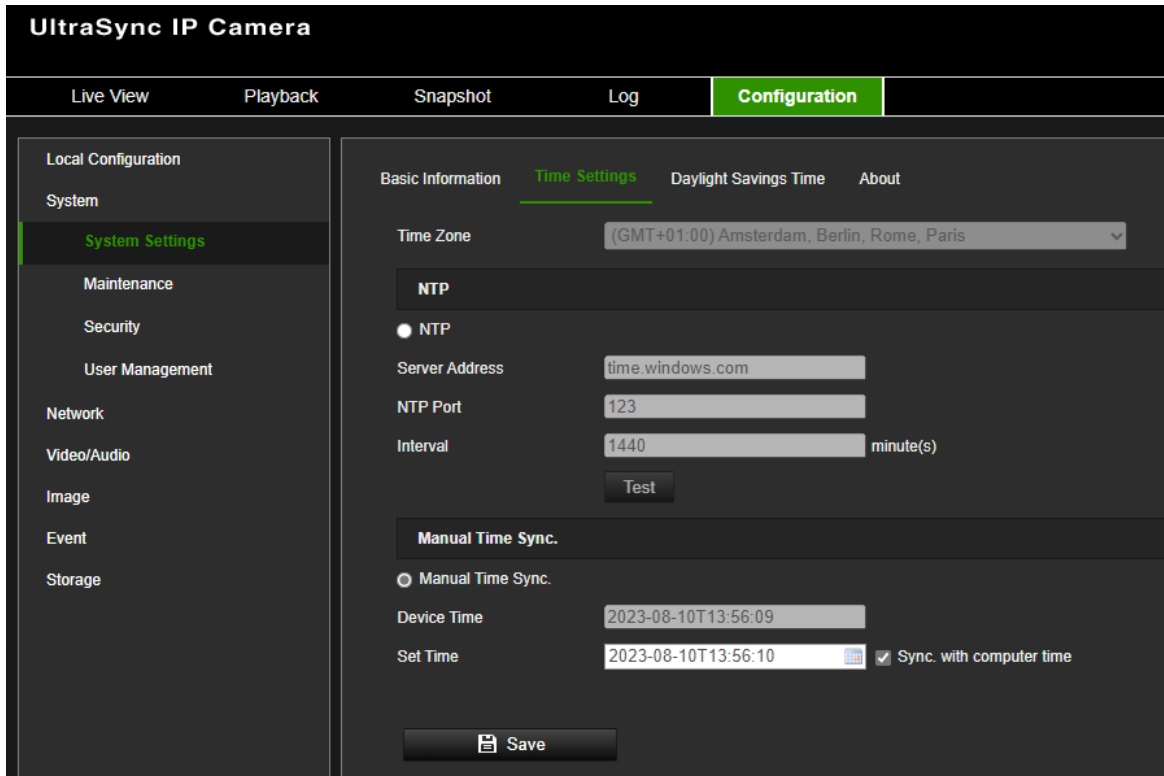 UltraSync IP Camera
Live View Playback Snapshot Log Configuration
Local Configuration
System
System Settings
Maintenance
Security
User Management
Network
Video/Audio
Image
Event
Storage
Basic Information Time Settings Daylight Savings Time About
Time Zone (GMT+01:00) Amsterdam, Berlin, Rome, Paris
NTP
NTP
Server Address time.windows.com
NTP Port 123
Interval 1440 minute(s)
Test
Manual Time Sync.
Manual Time Sync.
Device Time 2023-08-10T13:56:09
Set Time 2023-08-10T13:56:10 Sync. with computer time
Save